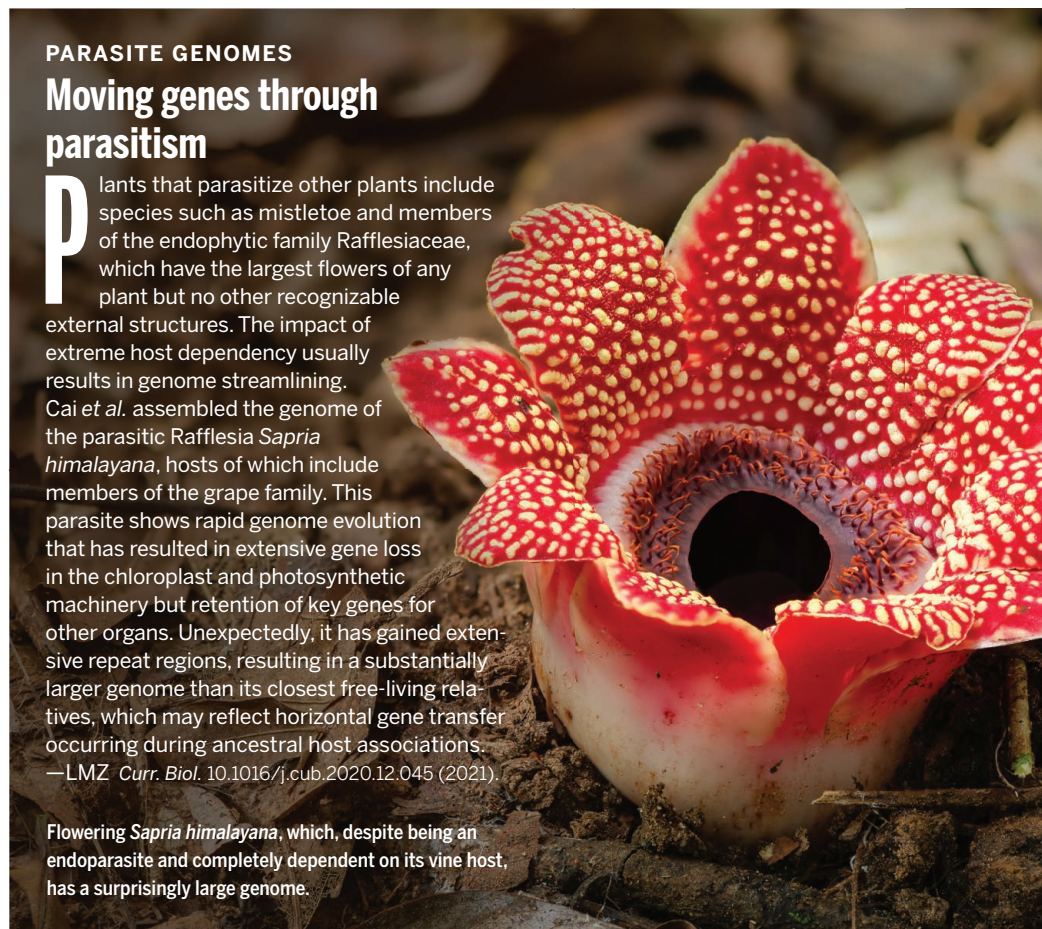 PARASITE GENOMES
Moving genes through
parasitism
Plants that parasitize other plants include
species such as mistletoe and members
of the endophytic family Rafflesiaceae,
which have the largest flowers of any
plant but no other recognizable
external structures. The impact of
extreme host dependency usually
results in genome streamlining.
Cai et al. assembled the genome of
the parasitic Rafflesia Sapria
himalayana, hosts of which include
members of the grape family. This
parasite shows rapid genome evolution
that has resulted in extensive gene loss
in the chloroplast and photosynthetic
machinery but retention of key genes for
other organs. Unexpectedly, it has gained exten-
sive repeat regions, resulting in a substantially
larger genome than its closest free-living rela-
tives, which may reflect horizontal gene transfer
occurring during ancestral host associations.
—LMZ Curr. Biol. 10.1016/j.cub.2020.12.045 (2021).
Flowering Sapria himalayana, which, despite being an
endoparasite and completely dependent on its vine host,
has a surprisingly large genome.